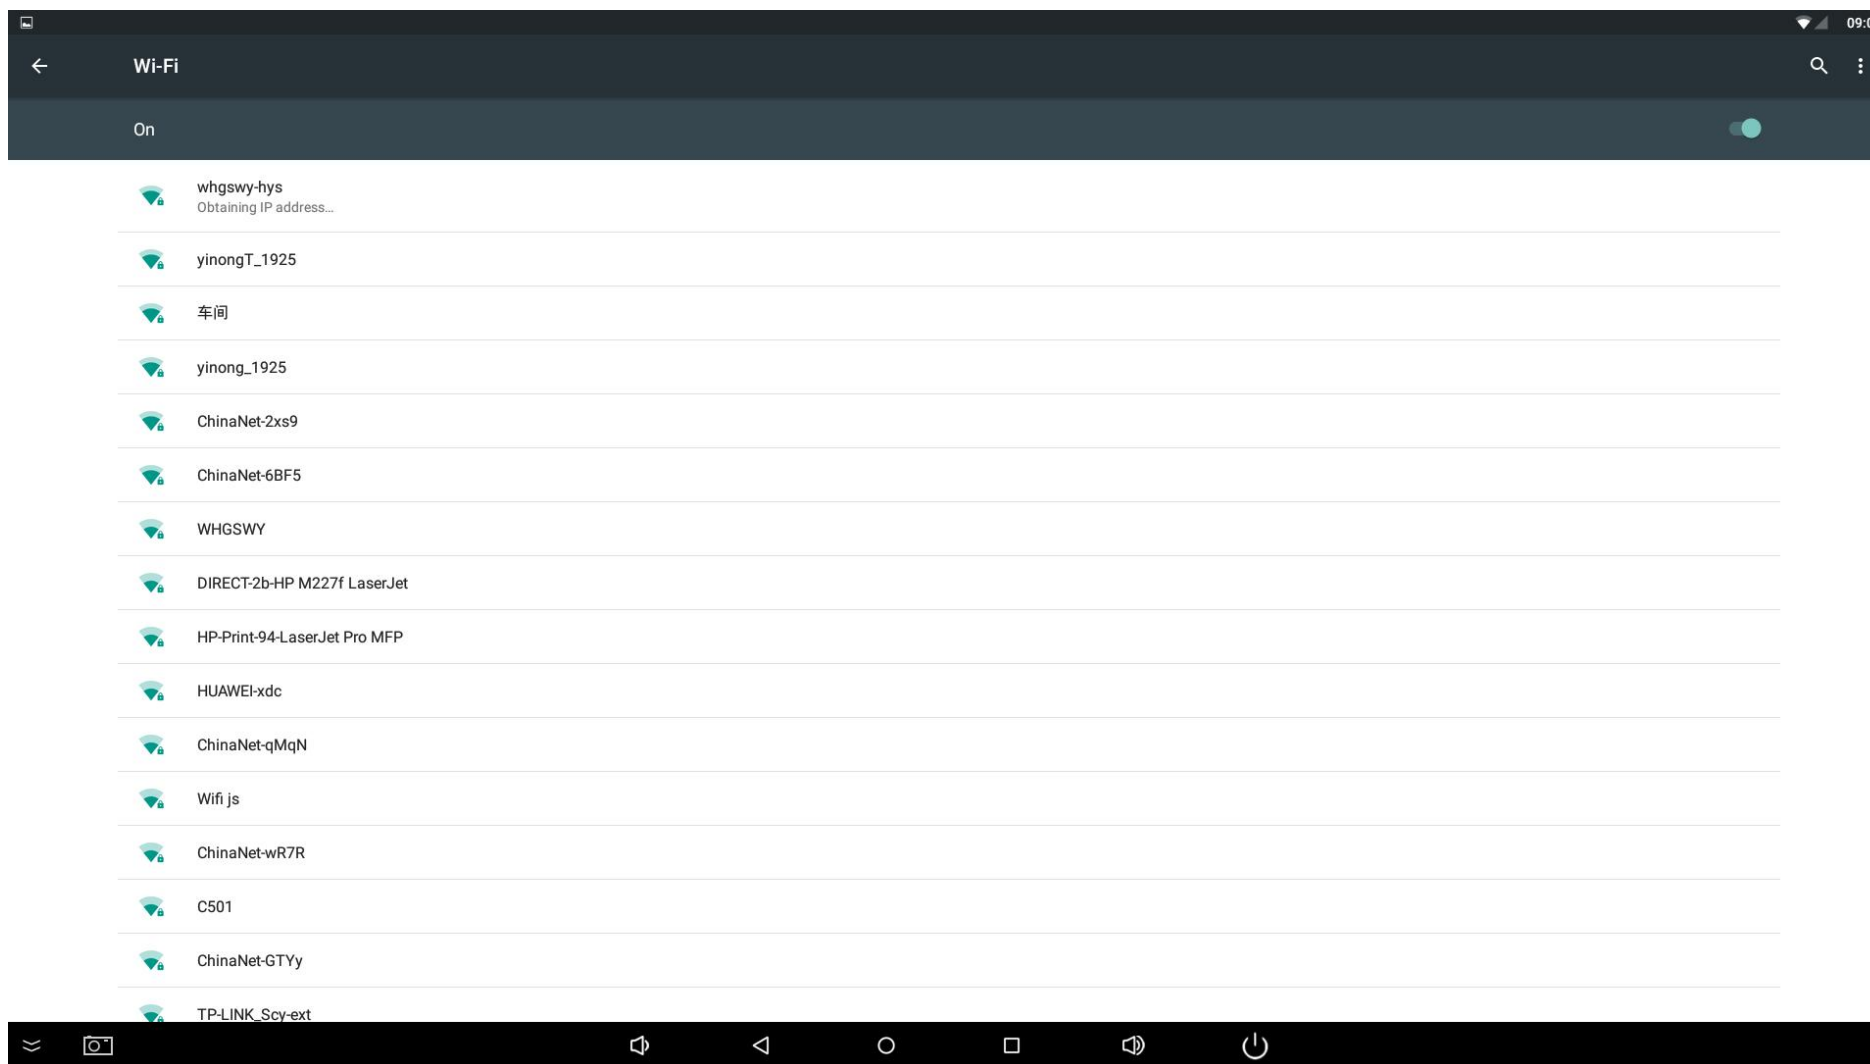 09:0
Wi-Fi
On
whgswy-hys
Obtaining IP address...
yinongT_1925
车间
yinong_1925
ChinaNet-2xs9
ChinaNet-6BF5
WHGSWY
DIRECT-2b-HP M227f LaserJet
HP-Print-94-LaserJet Pro MFP
HUAWEI-xdc
ChinaNet-qMqN
Wifi js
ChinaNet-wR7R
C501
ChinaNet-GTYy
TP-LINK_Scy-ext